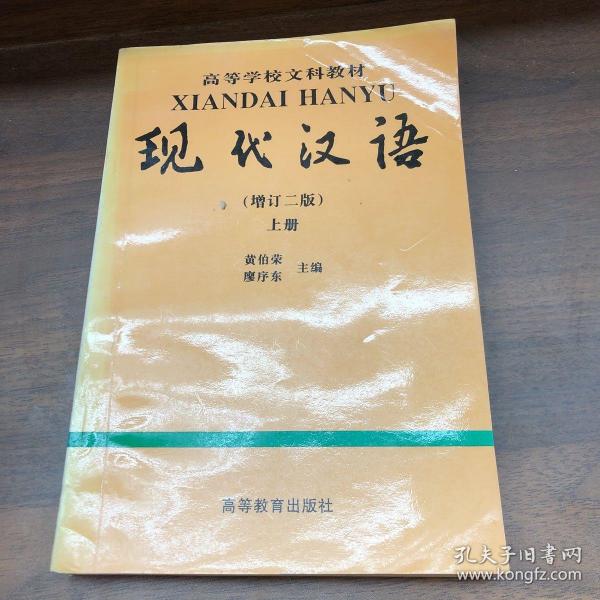 高等学校文科教材
XIANDAI HANYU
现代汉语
(增订二版)
上册
黄伯荣
廖序东
主编
高等教育出版社
孔夫子旧书网
www.kongfz.com